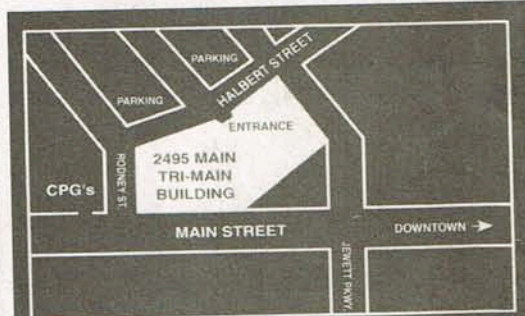 PARKING
HALBERT STREET
PARKING
ENTRANCE
2495 MAIN
TRI-MAIN
BUILDING
RODNEY ST.
CPG's
MAIN STREET
DOWNTOWN
JEWETT PKWY.